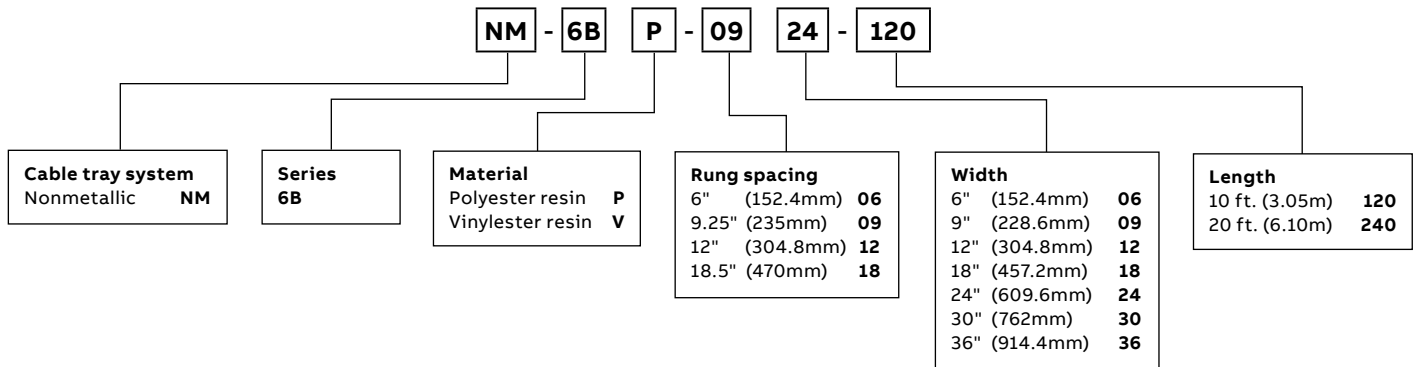 NM - 6B P - 09 24 - 120
Cable tray system
Nonmetallic NM
Series
6B
Material
Polyester resin P
Vinylester resin V
Rung spacing
6" (152.4mm) 06
9.25" (235mm) 09
12" (304.8mm) 12
18.5" (470mm) 18
Width
6" (152.4mm) 06
9" (228.6mm) 09
12" (304.8mm) 12
18" (457.2mm) 18
24" (609.6mm) 24
30" (762mm) 30
36" (914.4mm) 36
Length
10 ft. (3.05m) 120
20 ft. (6.10m) 240